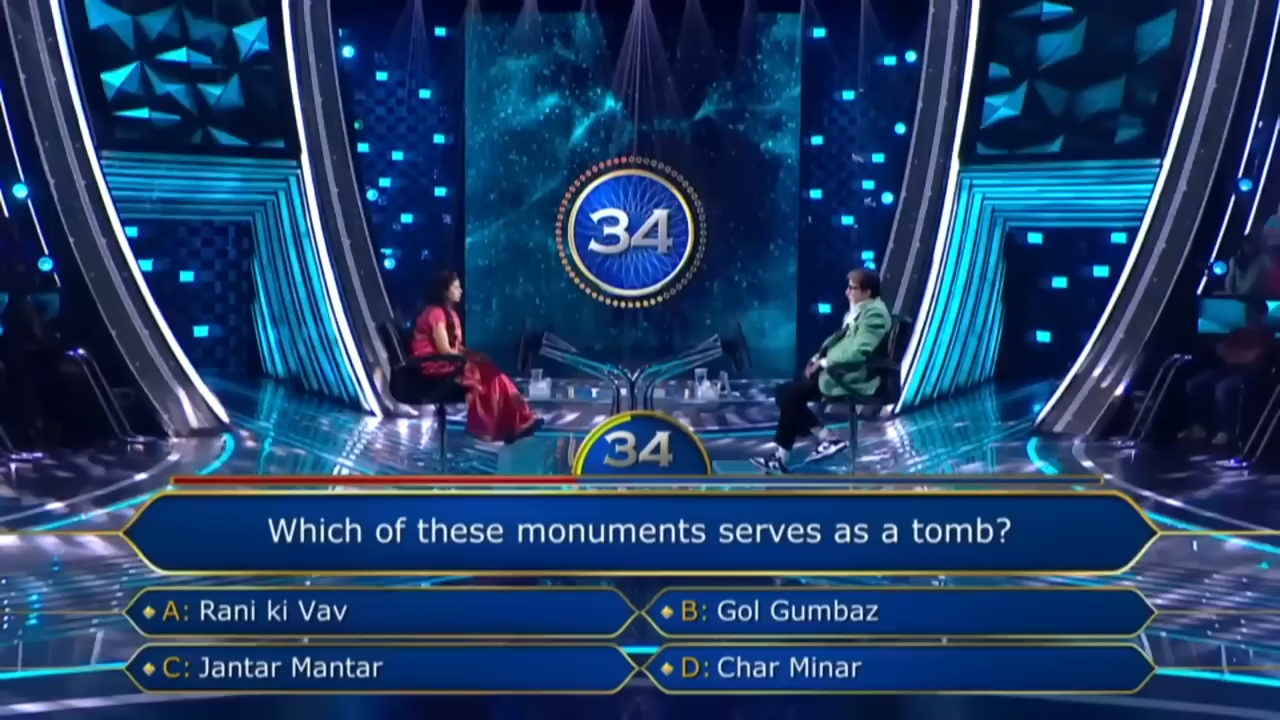 34
34
Which of these monuments serves as a tomb?
A: Rani ki Vav
B: Gol Gumbaz
C: Jantar Mantar
D: Char Minar